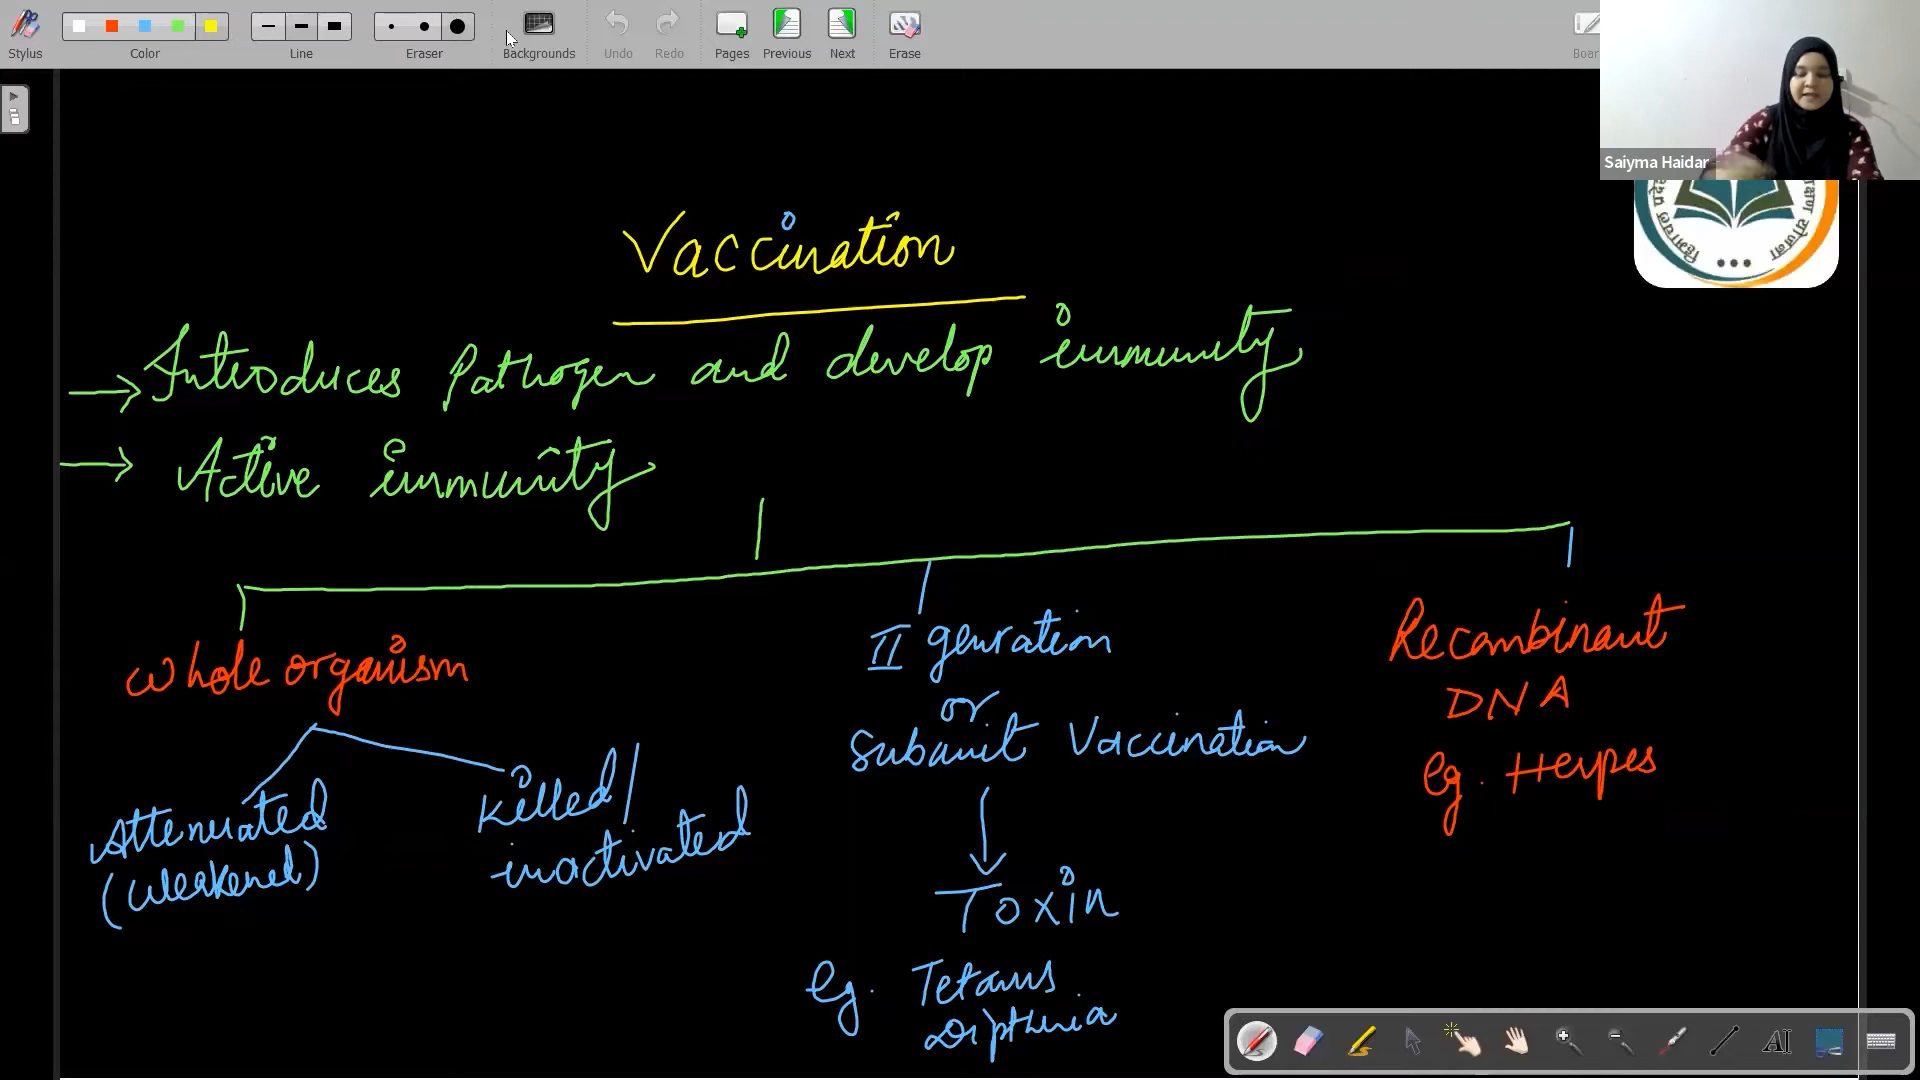 Stylus Color Line Eraser Backgrounds Undo Redo Pages Previous Next Erase
Saiyma Haidar
Vaccination
→ Introduces Pathogen and develop immunity
→ Active immunity
Whole organism
II genration
or
Subunit Vaccination
Recombinant
DNA
eg. Herpes
Attenuated
(weakened)
Killed/
inactivated
Toxin
eg. Tetanus
Diptheria
AI